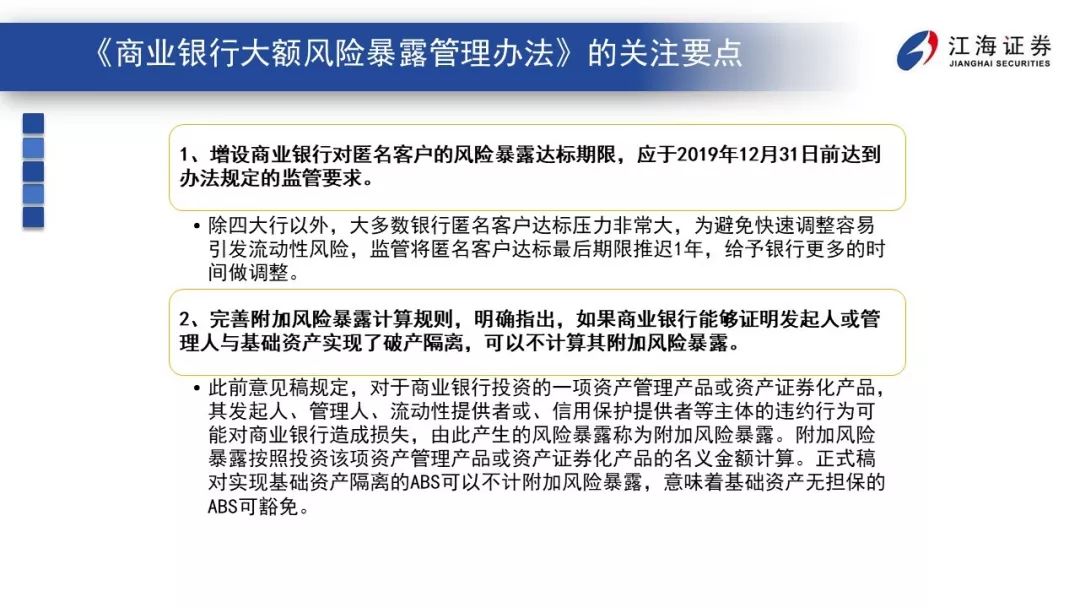 《商业银行大额风险暴露管理办法》的关注要点
江海证券
JIANGHAI SECURITIES
1、增设商业银行对匿名客户的风险暴露达标期限，应于2019年12月31日前达到
办法规定的监管要求。
• 除四大行以外，大多数银行匿名客户达标压力非常大，为避免快速调整容易
引发流动性风险，监管将匿名客户达标最后期限推迟1年，给予银行更多的时
间做调整。
2、完善附加风险暴露计算规则，明确指出，如果商业银行能够证明发起人或管
理人与基础资产实现了破产隔离，可以不计算其附加风险暴露。
• 此前意见稿规定，对于商业银行投资的一项资产管理产品或资产证券化产品，
其发起人、管理人、流动性提供者或、信用保护提供者等主体的违约行为可
能对商业银行造成损失，由此产生的风险暴露称为附加风险暴露。附加风险
暴露按照投资该项资产管理产品或资产证券化产品的名义金额计算。正式稿
对实现基础资产隔离的ABS可以不计附加风险暴露，意味着基础资产无担保的
ABS可豁免。